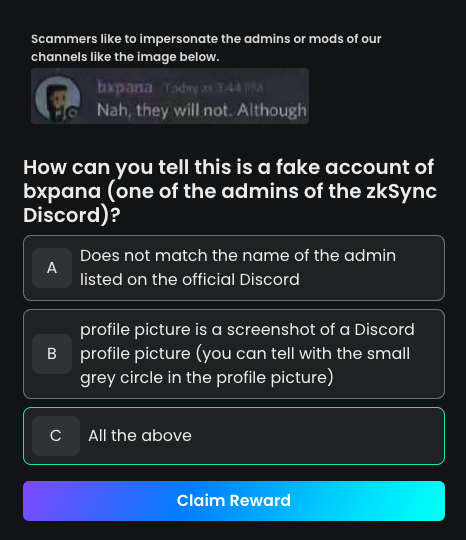 Scammers like to impersonate the admins or mods of our
channels like the image below.
bxpana Today at 3:44 PM
Nah, they will not. Although
How can you tell this is a fake account of
bxpana (one of the admins of the zkSync
Discord)?
A
Does not match the name of the admin
listed on the official Discord
B
profile picture is a screenshot of a Discord
profile picture (you can tell with the small
grey circle in the profile picture)
C
All the above
Claim Reward